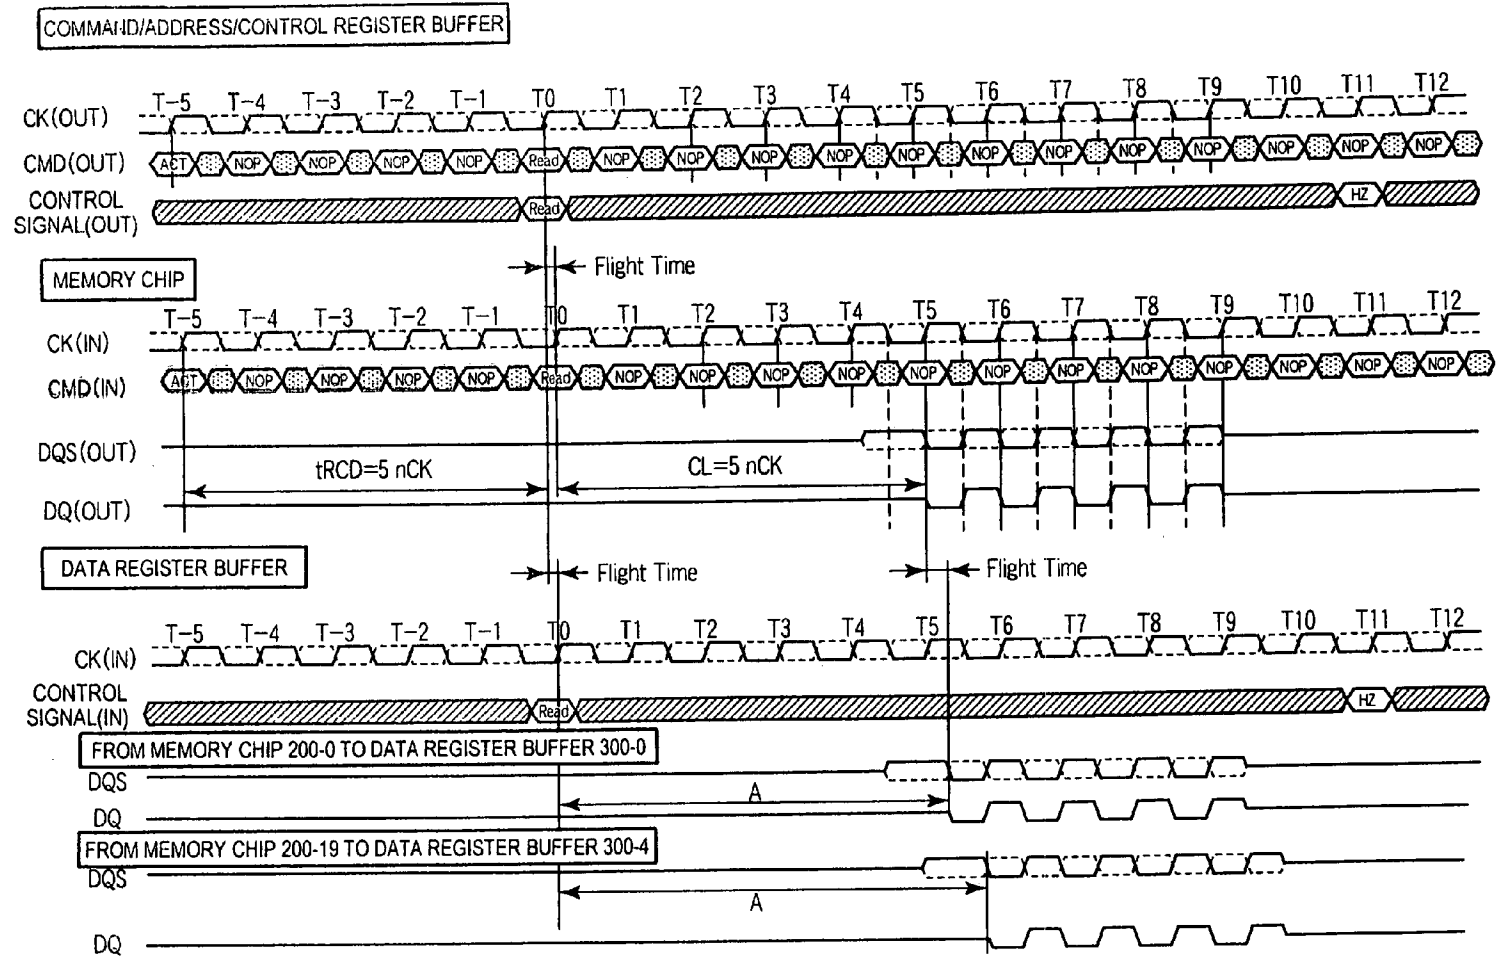 COMMAND/ADDRESS/CONTROL REGISTER BUFFER
T-5 T-4 T-3 T-2 T-1 T0 T1 T2 T3 T4 T5 T6 T7 T8 T9 T10 T11 T12
CK(OUT)
CMD(OUT) ACT NOP NOP NOP NOP Read NOP NOP NOP NOP NOP NOP NOP NOP NOP NOP NOP NOP
CONTROL
SIGNAL(OUT) Read HZ
Flight Time
MEMORY CHIP
T-5 T-4 T-3 T-2 T-1 T0 T1 T2 T3 T4 T5 T6 T7 T8 T9 T10 T11 T12
CK(IN)
CMD(IN) ACT NOP NOP NOP NOP Read NOP NOP NOP NOP NOP NOP NOP NOP NOP NOP NOP NOP
DQS(OUT)
tRCD=5 nCK CL=5 nCK
DQ(OUT)
DATA REGISTER BUFFER
Flight Time Flight Time
T-5 T-4 T-3 T-2 T-1 T0 T1 T2 T3 T4 T5 T6 T7 T8 T9 T10 T11 T12
CK(IN)
CONTROL
SIGNAL(IN) Read HZ
FROM MEMORY CHIP 200-0 TO DATA REGISTER BUFFER 300-0
DQS
A
DQ
FROM MEMORY CHIP 200-19 TO DATA REGISTER BUFFER 300-4
DQS
A
DQ